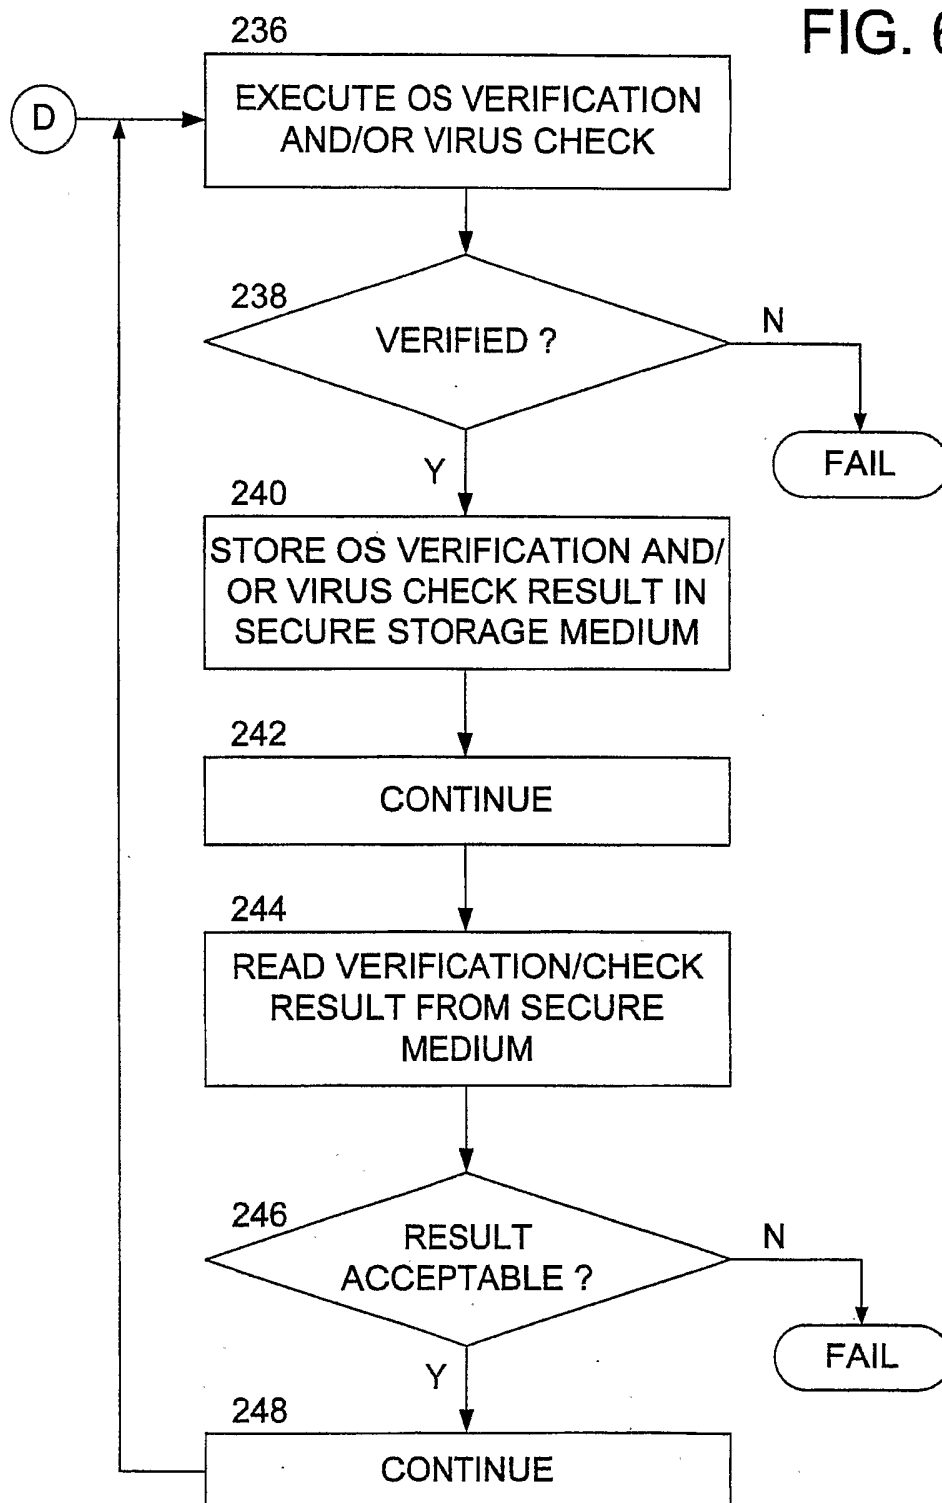 FIG. 6
236
D
EXECUTE OS VERIFICATION
AND/OR VIRUS CHECK
238
VERIFIED ?
N
FAIL
Y
240
STORE OS VERIFICATION AND/
OR VIRUS CHECK RESULT IN
SECURE STORAGE MEDIUM
242
CONTINUE
244
READ VERIFICATION/CHECK
RESULT FROM SECURE
MEDIUM
246
RESULT
ACCEPTABLE ?
N
FAIL
Y
248
CONTINUE